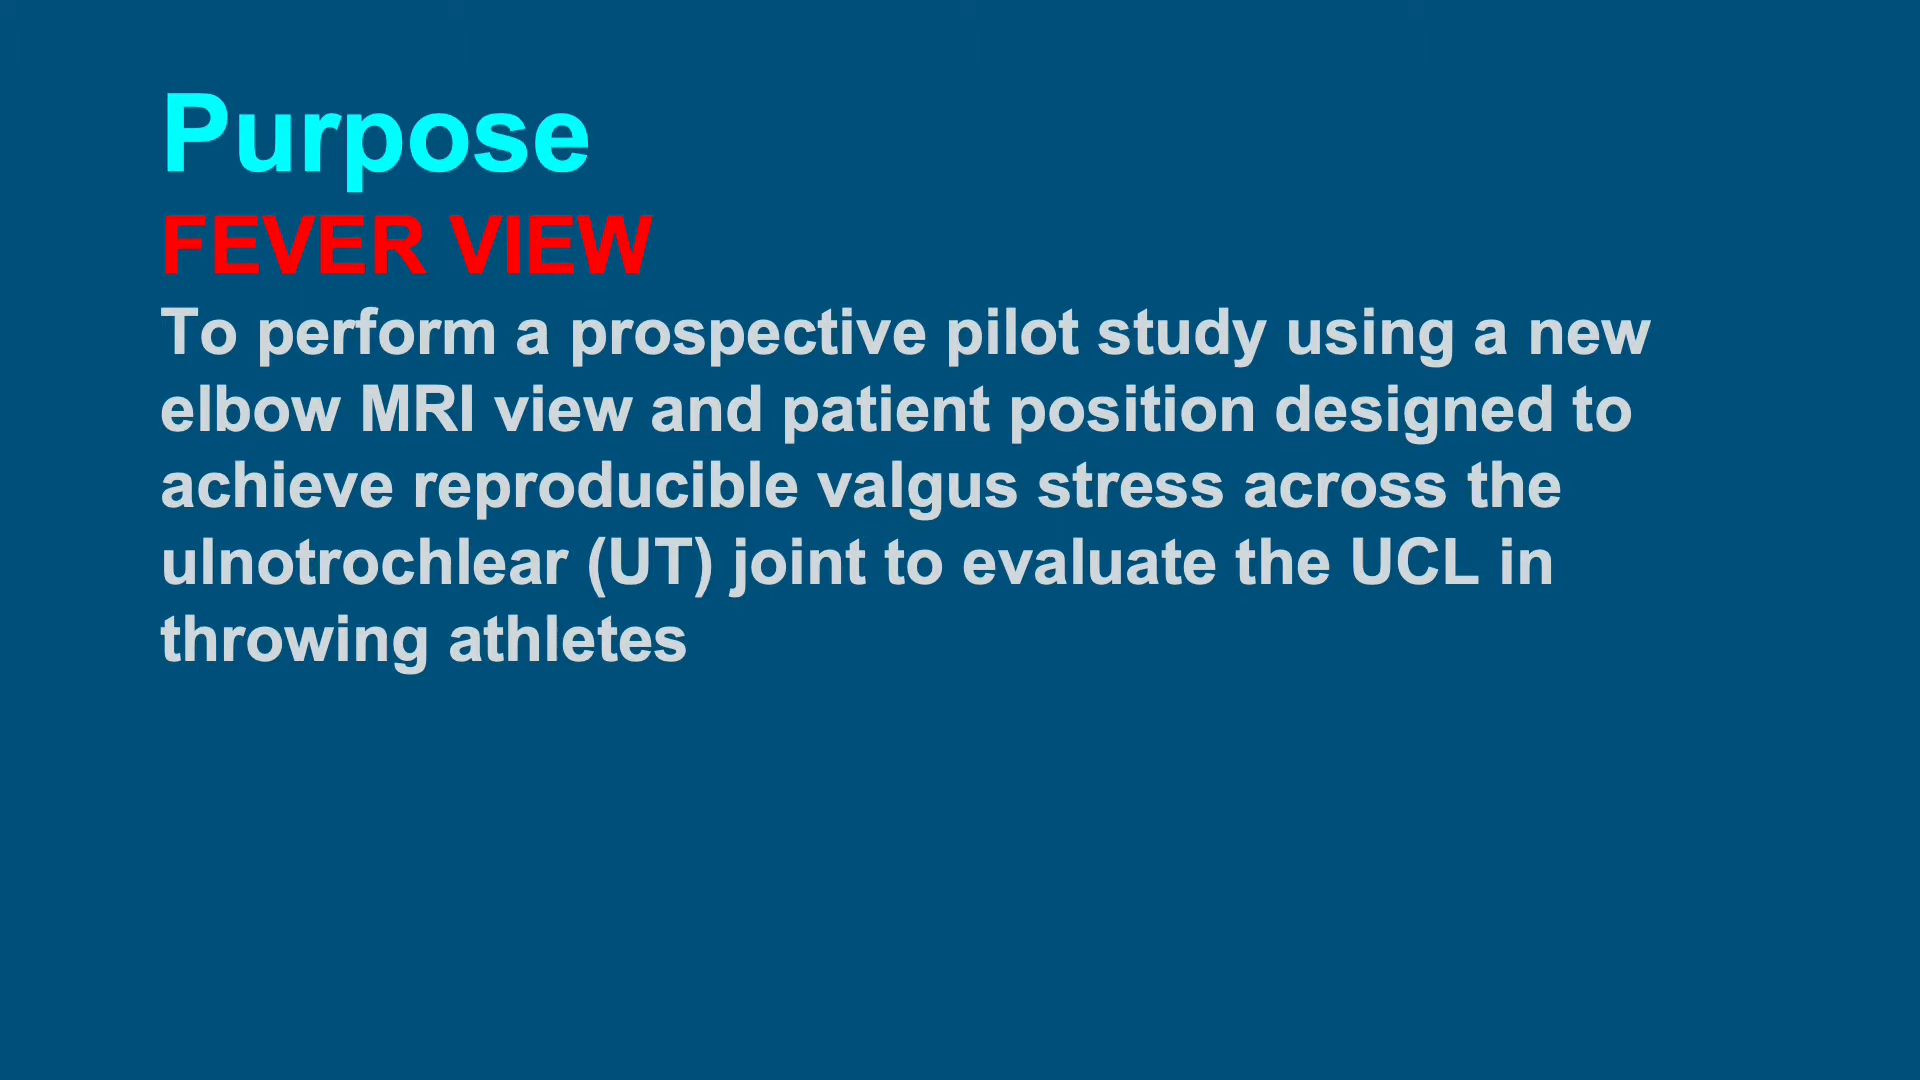 Purpose
FEVER VIEW
To perform a prospective pilot study using a new
elbow MRI view and patient position designed to
achieve reproducible valgus stress across the
ulnotrochlear (UT) joint to evaluate the UCL in
throwing athletes